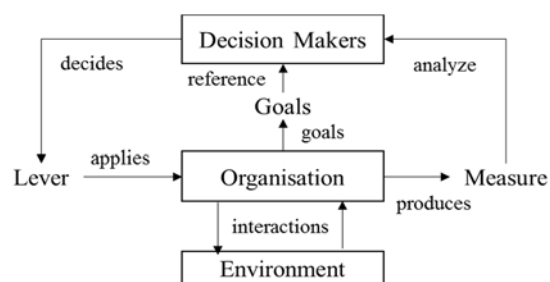 Decision Makers
decides
reference
analyze
Goals
goals
applies
Lever
Organisation
Measure
produces
interactions
Environment